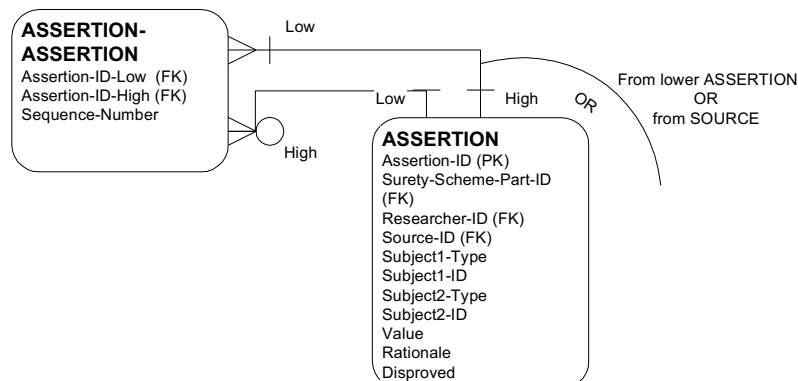 ASSERTION-
ASSERTION
Assertion-ID-Low (FK)
Assertion-ID-High (FK)
Sequence-Number
Low
High
Low
High
OR
From lower ASSERTION
OR
from SOURCE
ASSERTION
Assertion-ID (PK)
Surety-Scheme-Part-ID
(FK)
Researcher-ID (FK)
Source-ID (FK)
Subject1-Type
Subject1-ID
Subject2-Type
Subject2-ID
Value
Rationale
Disproved